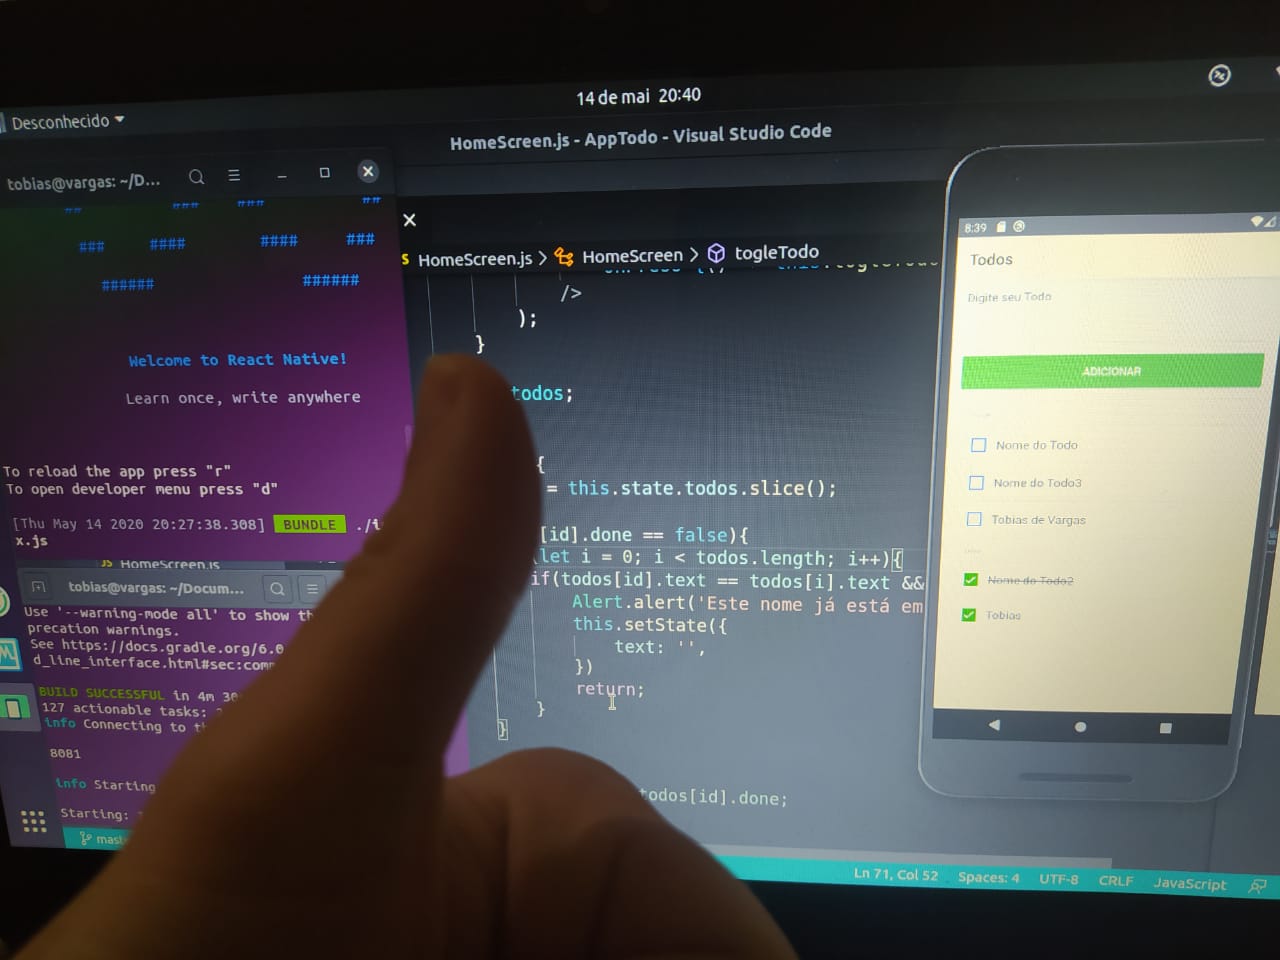 14 de mai 20:40
Desconhecido
HomeScreen.js - AppTodo - Visual Studio Code
tobias@vargas: ~/D...
## ### ### ##
### #### #### ###
###### ######
Welcome to React Native!
Learn once, write anywhere
To reload the app press "r"
To open developer menu press "d"
[Thu May 14 2020 20:27:38.308] BUNDLE
x.js
JS HomeScreen.js
tobias@vargas: ~/Docum...
Use '--warning-mode all' to show
precation warnings.
See https://docs.gradle.org/6.0
d_line_interface.html#sec:com
BUILD SUCCESSFUL in 4m
127 actionable tasks:
info Connecting to
8081
info Starting
Starting:
HomeScreen.js > HomeScreen > togleTodo
/>
);
}
todos;
{
= this.state.todos.slice();
[id].done == false){
(let i = 0; i < todos.length; i++){
if(todos[id].text == todos[i].text &&
Alert.alert('Este nome já está em
this.setState({
text: '',
})
return;
}
}
todos[id].done;
Ln 71, Col 52 Spaces: 4 UTF-8 CRLF JavaScript
8:39
Todos
Digite seu Todo
ADICIONAR
Nome do Todo
Nome do Todo3
Tobias de Vargas
Nome do Todo2
Tobias